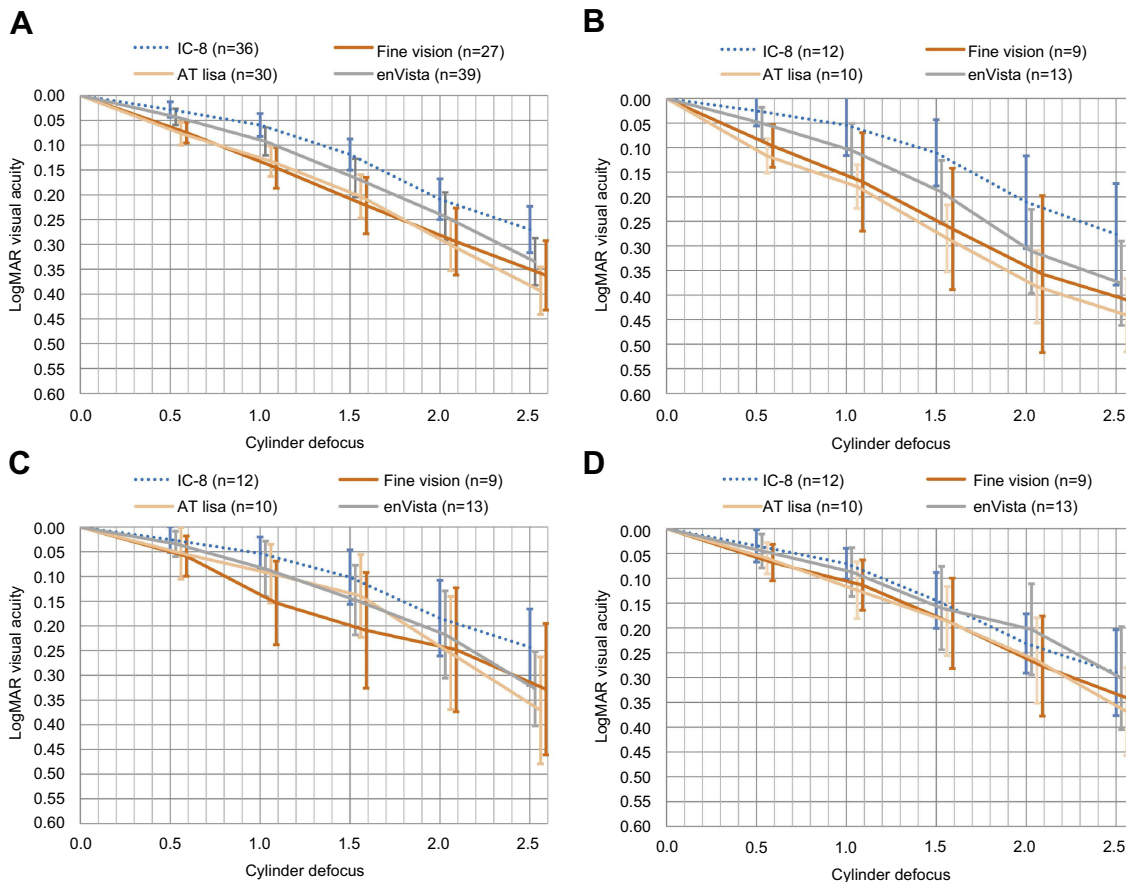 A
IC-8 (n=36) Fine vision (n=27)
AT lisa (n=30) enVista (n=39)
LogMAR visual acuity
0.00
0.05
0.10
0.15
0.20
0.25
0.30
0.35
0.40
0.45
0.50
0.55
0.60
0.0 0.5 1.0 1.5 2.0 2.5
Cylinder defocus
B
IC-8 (n=12) Fine vision (n=9)
AT lisa (n=10) enVista (n=13)
LogMAR visual acuity
0.00
0.05
0.10
0.15
0.20
0.25
0.30
0.35
0.40
0.45
0.50
0.55
0.60
0.0 0.5 1.0 1.5 2.0 2.5
Cylinder defocus
C
IC-8 (n=12) Fine vision (n=9)
AT lisa (n=10) enVista (n=13)
LogMAR visual acuity
0.00
0.05
0.10
0.15
0.20
0.25
0.30
0.35
0.40
0.45
0.50
0.55
0.60
0.0 0.5 1.0 1.5 2.0 2.5
Cylinder defocus
D
IC-8 (n=12) Fine vision (n=9)
AT lisa (n=10) enVista (n=13)
LogMAR visual acuity
0.00
0.05
0.10
0.15
0.20
0.25
0.30
0.35
0.40
0.45
0.50
0.55
0.60
0.0 0.5 1.0 1.5 2.0 2.5
Cylinder defocus